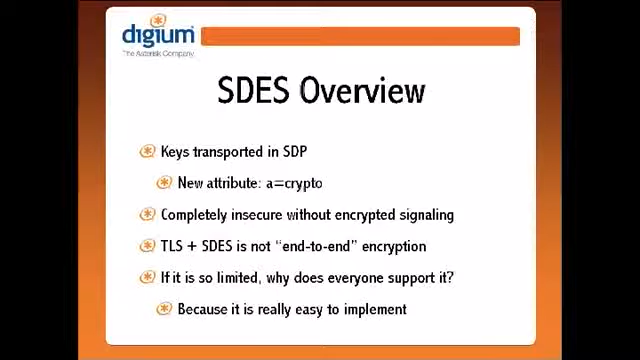 digium
The Asterisk Company
SDES Overview
Keys transported in SDP
New attribute: a=crypto
Completely insecure without encrypted signaling
TLS + SDES is not “end-to-end” encryption
If it is so limited, why does everyone support it?
Because it is really easy to implement